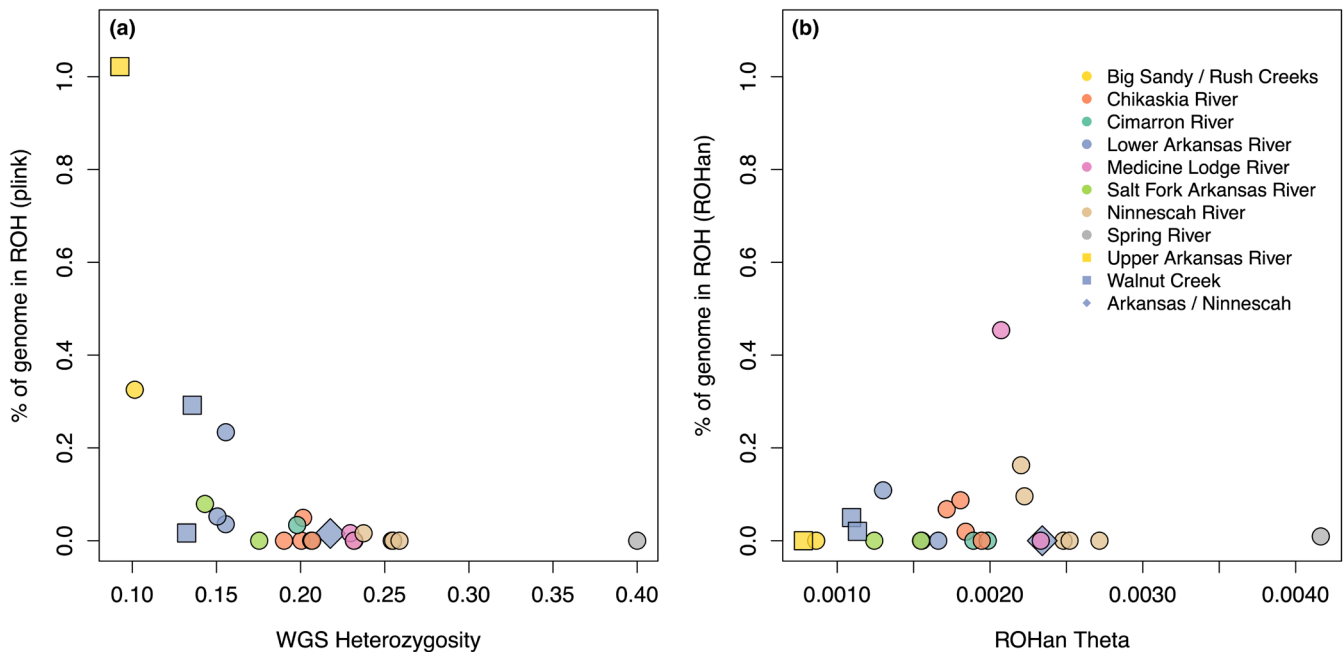 (a)
1.0
0.8
0.6
0.4
0.2
0.0
% of genome in ROH (plink)
0.10 0.15 0.20 0.25 0.30 0.35 0.40
WGS Heterozygosity
(b)
1.0
0.8
0.6
0.4
0.2
0.0
% of genome in ROH (ROHan)
Big Sandy / Rush Creeks
Chikaskia River
Cimarron River
Lower Arkansas River
Medicine Lodge River
Salt Fork Arkansas River
Ninnescah River
Spring River
Upper Arkansas River
Walnut Creek
Arkansas / Ninnescah
0.0010 0.0020 0.0030 0.0040
ROHan Theta